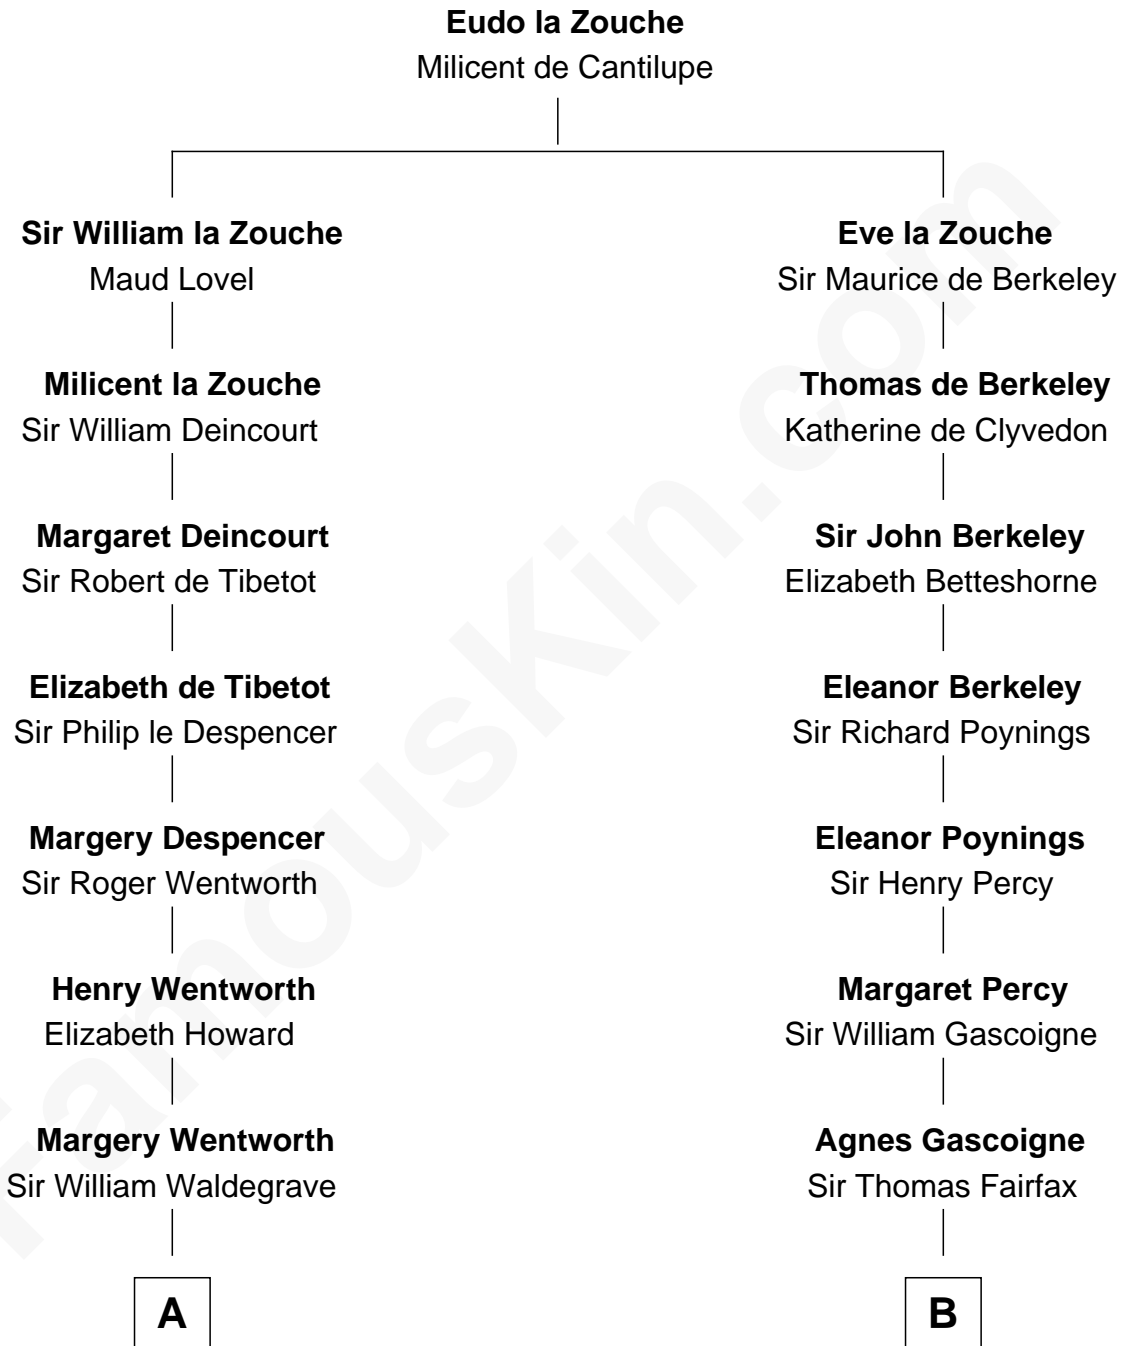 Eudo la Zouche
Milicent de Cantilupe
Sir William la Zouche
Maud Lovel
Milicent la Zouche
Sir William Deincourt
Margaret Deincourt
Sir Robert de Tibetot
Elizabeth de Tibetot
Sir Philip le Despencer
Margery Despencer
Sir Roger Wentworth
Henry Wentworth
Elizabeth Howard
Margery Wentworth
Sir William Waldegrave
A
Eve la Zouche
Sir Maurice de Berkeley
Thomas de Berkeley
Katherine de Clyvedon
Sir John Berkeley
Elizabeth Betteshorne
Eleanor Berkeley
Sir Richard Poynings
Eleanor Poynings
Sir Henry Percy
Margaret Percy
Sir William Gascoigne
Agnes Gascoigne
Sir Thomas Fairfax
B
FamousKin.com